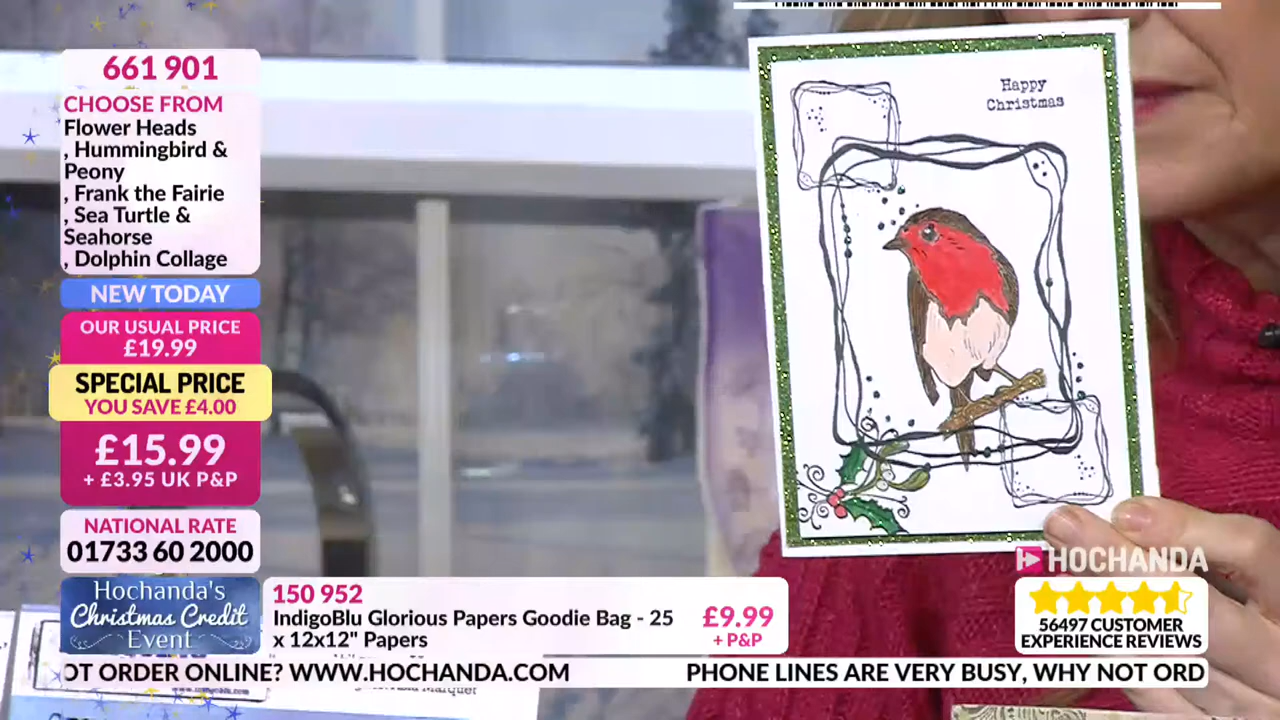 661 901
CHOOSE FROM
Flower Heads
, Hummingbird &
Peony
, Frank the Fairie
, Sea Turtle &
Seahorse
, Dolphin Collage
NEW TODAY
OUR USUAL PRICE
£19.99
SPECIAL PRICE
YOU SAVE £4.00
£15.99
+ £3.95 UK P&P
NATIONAL RATE
01733 60 2000
Hochanda's
Christmas Credit
Event
150 952
IndigoBlu Glorious Papers Goodie Bag - 25
x 12x12" Papers
£9.99
+ P&P
Happy
Christmas
HOCHANDA
56497 CUSTOMER
EXPERIENCE REVIEWS
OT ORDER ONLINE? WWW.HOCHANDA.COM
PHONE LINES ARE VERY BUSY, WHY NOT ORD